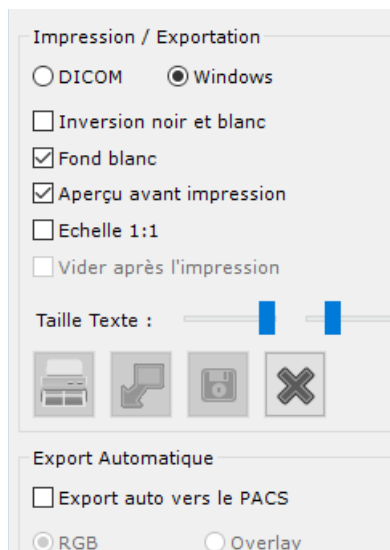 Impression / Exportation
DICOM Windows
Inversion noir et blanc
Fond blanc
Aperçu avant impression
Echelle 1:1
Vider après l'impression
Taille Texte :
Export Automatique
Export auto vers le PACS
RGB Overlay